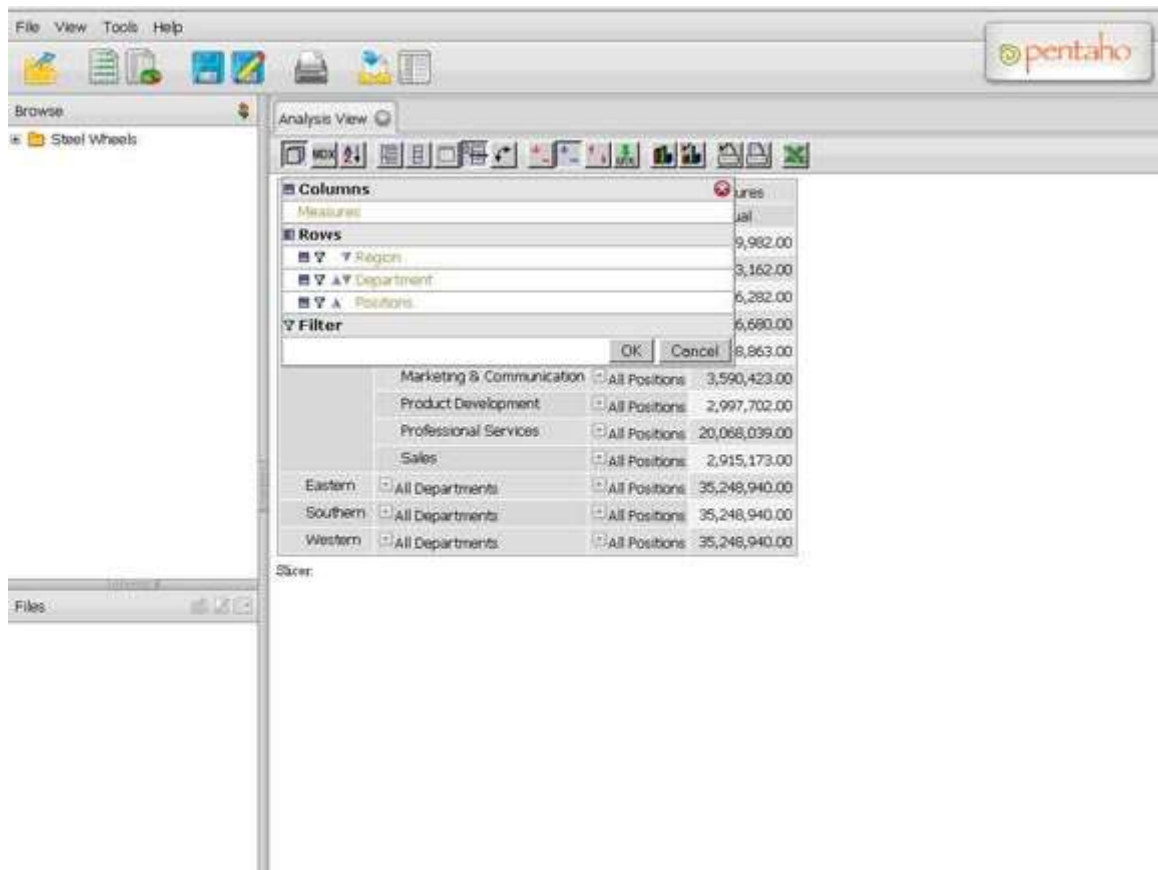 File View Tools Help
pentaho
Browse
Steel Wheels
Analysis View
MDX
Columns
Measures
Rows
Region
Department
Positions
Filter
OK Cancel
ures
ual
9,982.00
3,162.00
6,282.00
6,680.00
8,863.00
Marketing & Communication All Positions 3,590,423.00
Product Development All Positions 2,997,702.00
Professional Services All Positions 20,068,039.00
Sales All Positions 2,915,173.00
Eastern All Departments All Positions 35,248,940.00
Southern All Departments All Positions 35,248,940.00
Western All Departments All Positions 35,248,940.00
Slicer:
Files